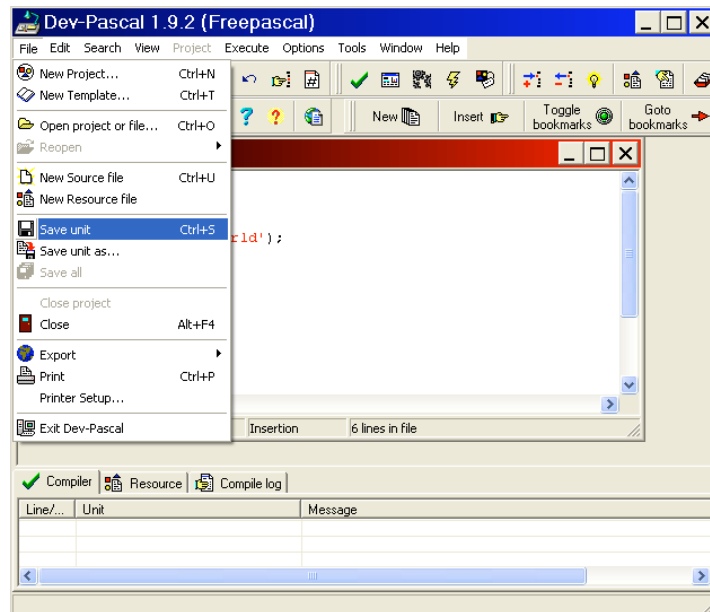 Dev-Pascal 1.9.2 (Freepascal)
File Edit Search View Project Execute Options Tools Window Help
New Project... Ctrl+N
New Template... Ctrl+T
Open project or file... Ctrl+O
Reopen
New Source file Ctrl+U
New Resource file
Save unit Ctrl+S
Save unit as...
Save all
Close project
Close Alt+F4
Export
Print Ctrl+P
Printer Setup...
Exit Dev-Pascal
New Insert Toggle bookmarks Goto bookmarks
rld');
Insertion 6 lines in file
Compiler Resource Compile log
Line/... Unit Message